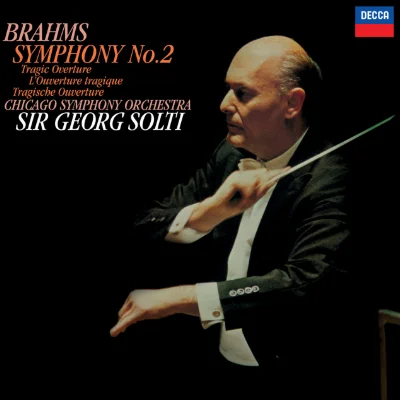 DECCA
BRAHMS
SYMPHONY No.2
Tragic Overture
L'Ouverture tragique
Tragische Ouverture
CHICAGO SYMPHONY ORCHESTRA
SIR GEORG SOLTI